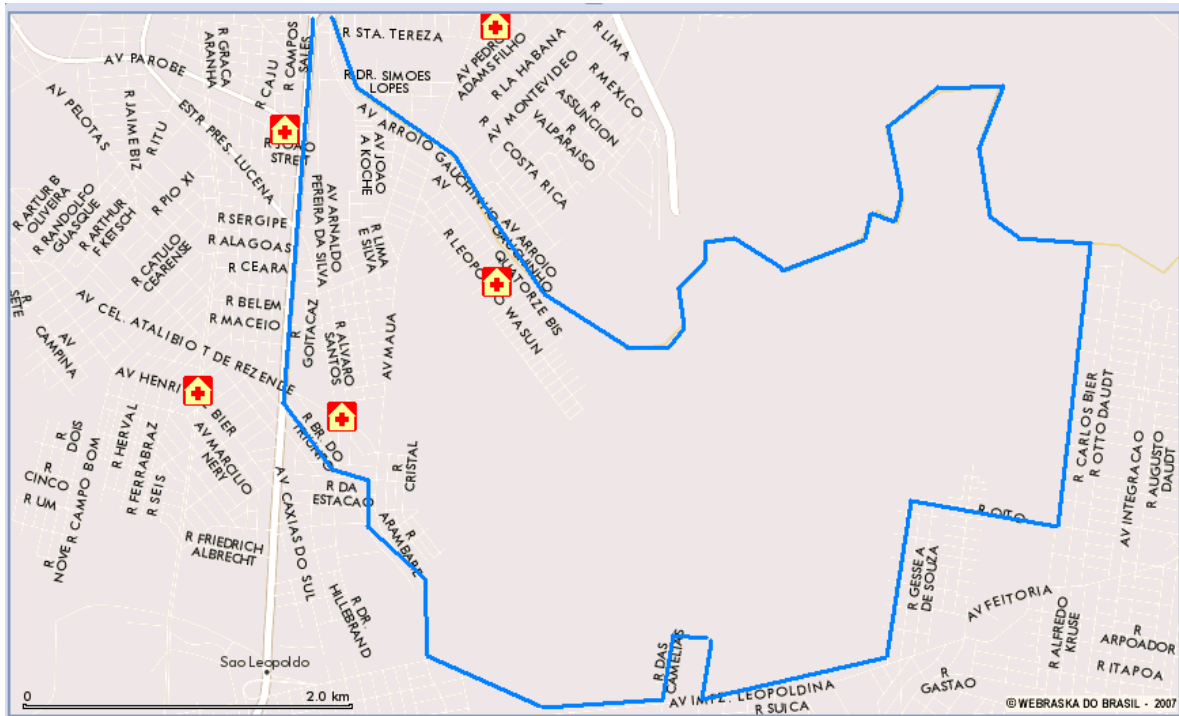 R STA. TEREZA
R CAMPOS
SALES
R GRACA
ARANHA
AV PEDRO
ADAMS FILHO
R LIMA
R LA HABANA
AV PAROBE
R CAJU
R DR. SIMOES
LOPES
AV MONTEVIDEO
R MEXICO
R
ASSUNCION
R
VALPARAISO
R
COSTA RICA
AV PELOTAS
R JAIME BIZ
R ITU
ESTR PRES. LUCENA
R JOAO
STREIT
AV ARROIO GAUCHINHO
AV JOAO
A KOCHE
AV
AV ARROIO
GAUCHINHO
R ARTUR B
OLIVEIRA
R RANDOLFO
GUASQUE
R ARTHUR
F KETSCH
R PIO XI
AV ARNALDO
PEREIRA DA SILVA
R SERGIPE
R ALAGOAS
R CEARA
R CATULO
CEARENSE
R LIMA
E SILVA
R LEOPOLDO WASUN
QUATORZE BIS
R
SETE
AV
CAMPINA
AV CEL. ATALIBIO T DE REZENDE
R BELEM
R MACEIO
R
GOITACAZ
R ALVARO
SANTOS
AV MAUA
AV HENRI
BIER
R BR. DO
TRIUNFO
R
CRISTAL
R CARLOS BIER
R OTTO DAUDT
AV INTEGRACAO
R AUGUSTO
DAUDT
R
DOIS
R
CINCO
R UM
R
NOVE
R CAMPO BOM
R HERVAL
R FERRABRAZ
R SEIS
AV MARCILIO
NERY
R DA
ESTACAO
R
ARAMBARE
AV CAXIAS DO SUL
R FRIEDRICH
ALBRECHT
R DR.
HILLEBRAND
R OITO
R GESSE A
DE SOUZA
AV FEITORIA
R ALFREDO
KRUSE
R
ARPOADOR
R ITAPOA
R
GASTAO
R DAS
CAMELIAS
AV IMPZ. LEOPOLDINA
R SUICA
Sao Leopoldo
0
2.0 km
© WEBRASKA DO BRASIL - 2007